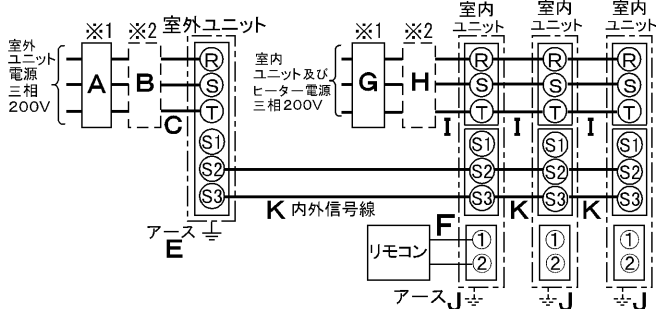 ※1
※2
室外ユニット
室外
ユニット
電源
三相
200V
A
B
C
R
S
T
S1
S2
S3
アース
E
K 内外信号線
※1
※2
室内
ユニット及び
ヒーター電源
三相200V
G
H
I
I
I
室内
ユニット
室内
ユニット
室内
ユニット
R
S
T
S1
S2
S3
R
S
T
S1
S2
S3
R
S
T
S1
S2
S3
K
K
F
リモコン
①
②
①
②
①
②
アース
J
J
J